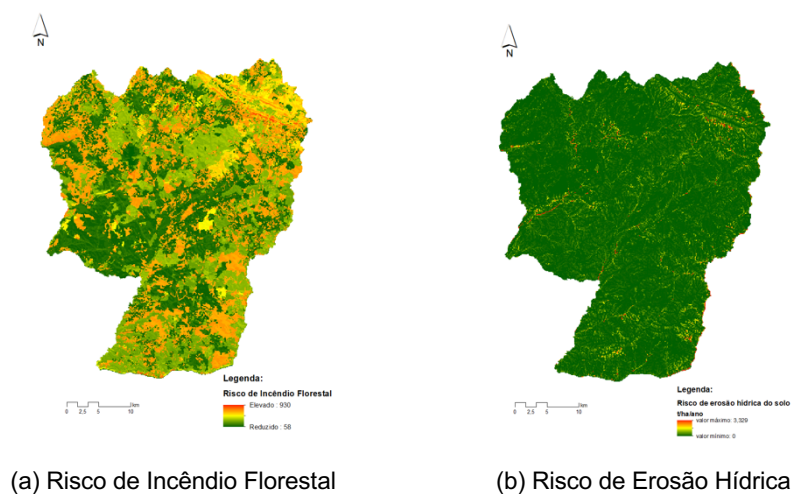 N
Legenda:
Risco de Incêndio Florestal
Elevado : 930
Reduzido : 58
0 2,5 5 10 km
(a) Risco de Incêndio Florestal
N
Legenda:
Risco de erosão hídrica do solo
t/ha/ano
valor máximo: 3,329
valor mínimo: 0
0 2,5 5 10 km
(b) Risco de Erosão Hídrica